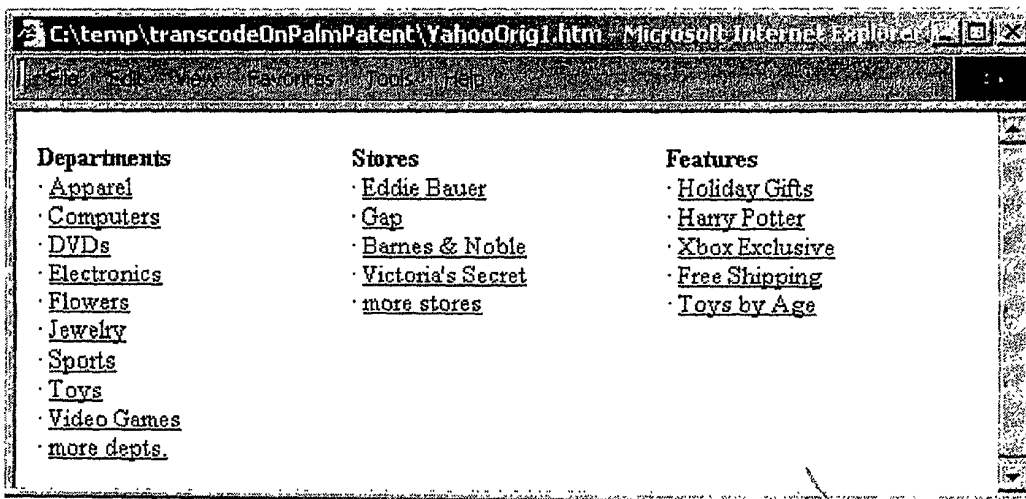 C:\temp\transcodeOnPalmPatent\YahooOrig1.htm - Microsoft Internet Explorer
File Edit View Favorites Tools Help
Departments
· Apparel
· Computers
· DVDs
· Electronics
· Flowers
· Jewelry
· Sports
· Toys
· Video Games
· more depts.
Stores
· Eddie Bauer
· Gap
· Barnes & Noble
· Victoria's Secret
· more stores
Features
· Holiday Gifts
· Harry Potter
· Xbox Exclusive
· Free Shipping
· Toys by Age